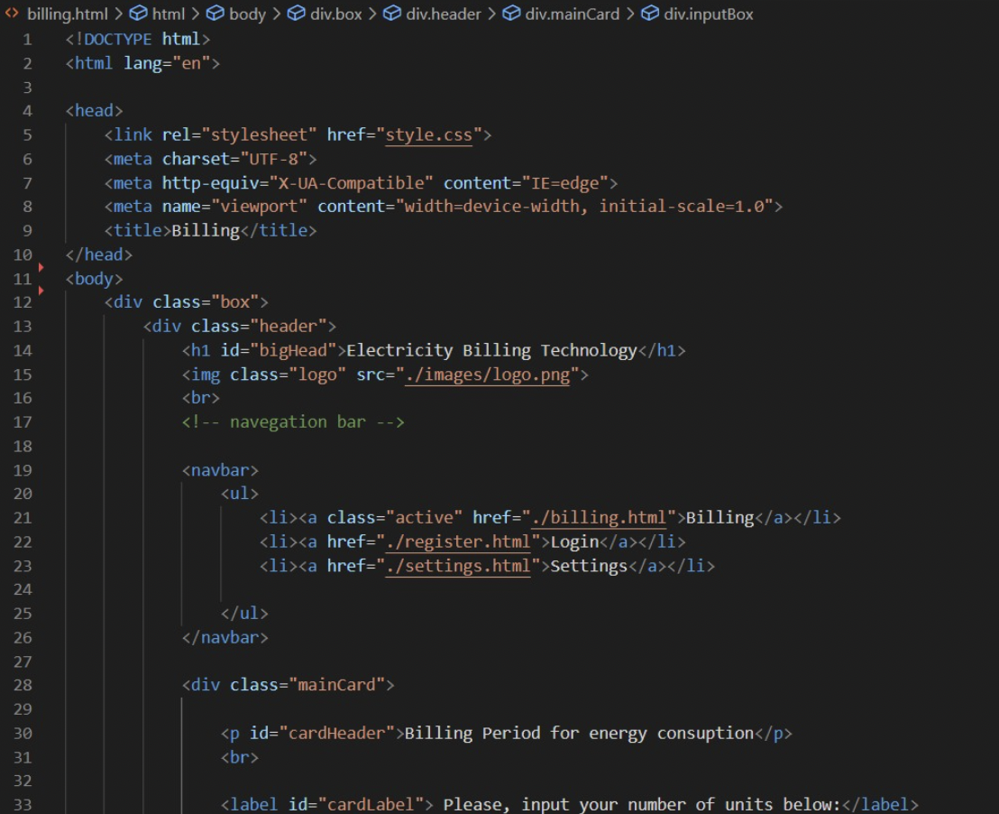 <> billing.html > html > body > div.box > div.header > div.mainCard > div.inputBox
1 <!DOCTYPE html>
2 <html lang="en">
3
4 <head>
5     <link rel="stylesheet" href="style.css">
6     <meta charset="UTF-8">
7     <meta http-equiv="X-UA-Compatible" content="IE=edge">
8     <meta name="viewport" content="width=device-width, initial-scale=1.0">
9     <title>Billing</title>
10 </head>
11 <body>
12     <div class="box">
13         <div class="header">
14             <h1 id="bigHead">Electricity Billing Technology</h1>
15             <img class="logo" src="./images/logo.png">
16             <br>
17             <!-- navegation bar -->
18
19             <navbar>
20                 <ul>
21                     <li><a class="active" href="./billing.html">Billing</a></li>
22                     <li><a href="./register.html">Login</a></li>
23                     <li><a href="./settings.html">Settings</a></li>
24
25                 </ul>
26             </navbar>
27
28             <div class="mainCard">
29
30                 <p id="cardHeader">Billing Period for energy consuption</p>
31                 <br>
32
33                 <label id="cardLabel"> Please, input your number of units below:</label>